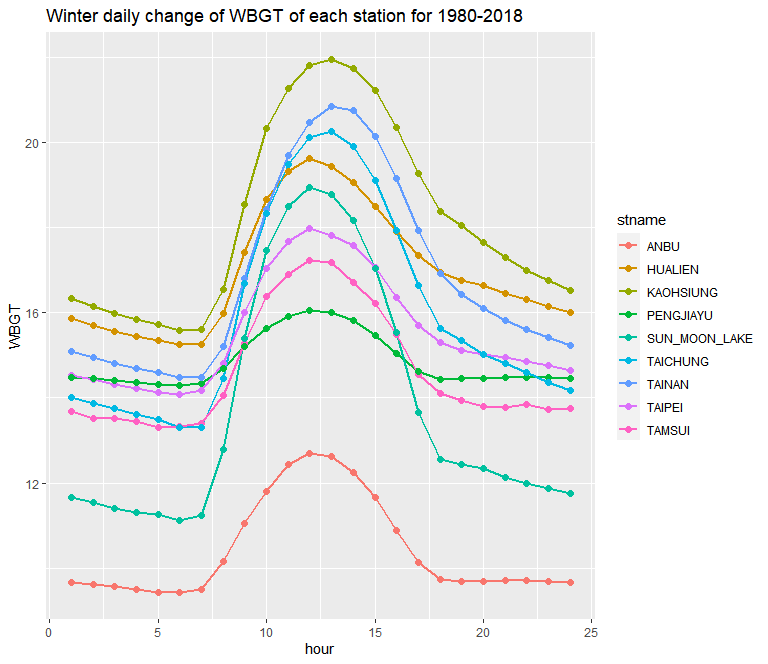 Winter daily change of WBGT of each station for 1980-2018
WBGT
20
16
12
0
5
10
15
20
25
hour
stname
ANBU
HUALIEN
KAOHSIUNG
PENGJIAYU
SUN_MOON_LAKE
TAICHUNG
TAINAN
TAIPEI
TAMSUI